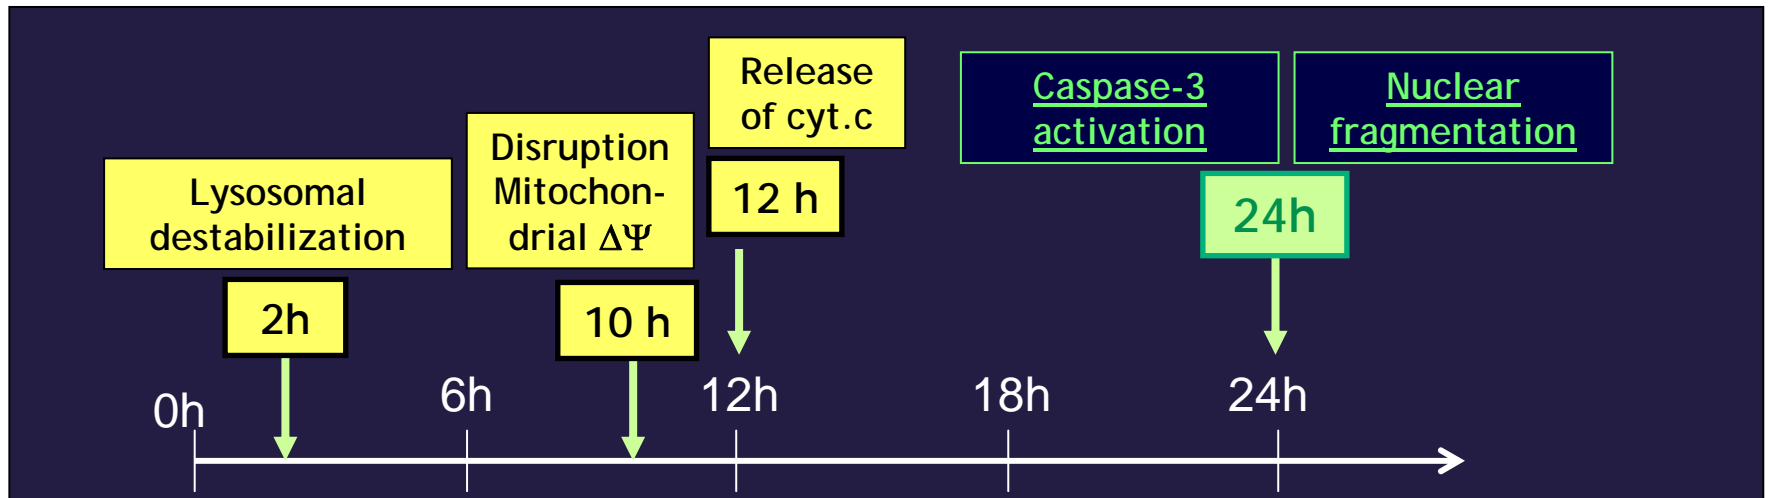 Lysosomal
destabilization
2h
Disruption
Mitochon-
drial ΔΨ
10 h
Release
of cyt.c
12 h
Caspase-3
activation
Nuclear
fragmentation
24h
0h
6h
12h
18h
24h